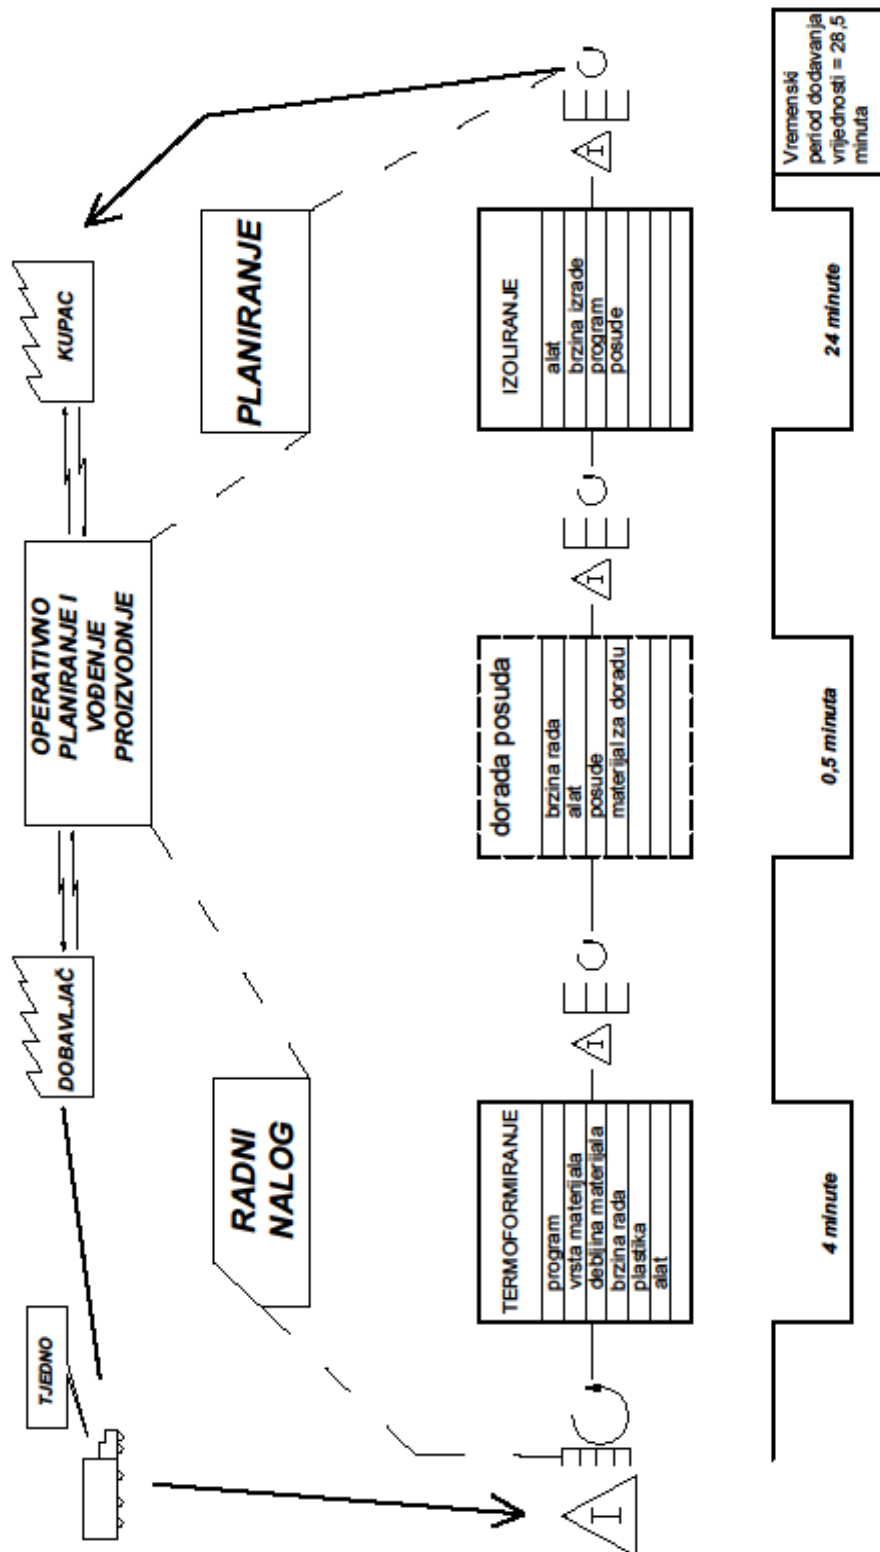 TJEDNO
DOBAVLJAČ
OPERATIVNO
PLANIRANJE I
VOĐENJE
PROIZVODNJE
KUPAC
RADNI
NALOG
PLANIRANJE
I
TERMOFORMIRANJE
program
vrsta materijala
debljina materijala
brzina rada
plastika
alat
I
dorada posuda
brzina rada
alat
posude
materijal za doradu
I
IZOLIRANJE
alat
brzina izrade
program
posude
I
4 minute
0,5 minuta
24 minute
Vremenski
period dodavanja
vrijednosti = 28,5
minuta